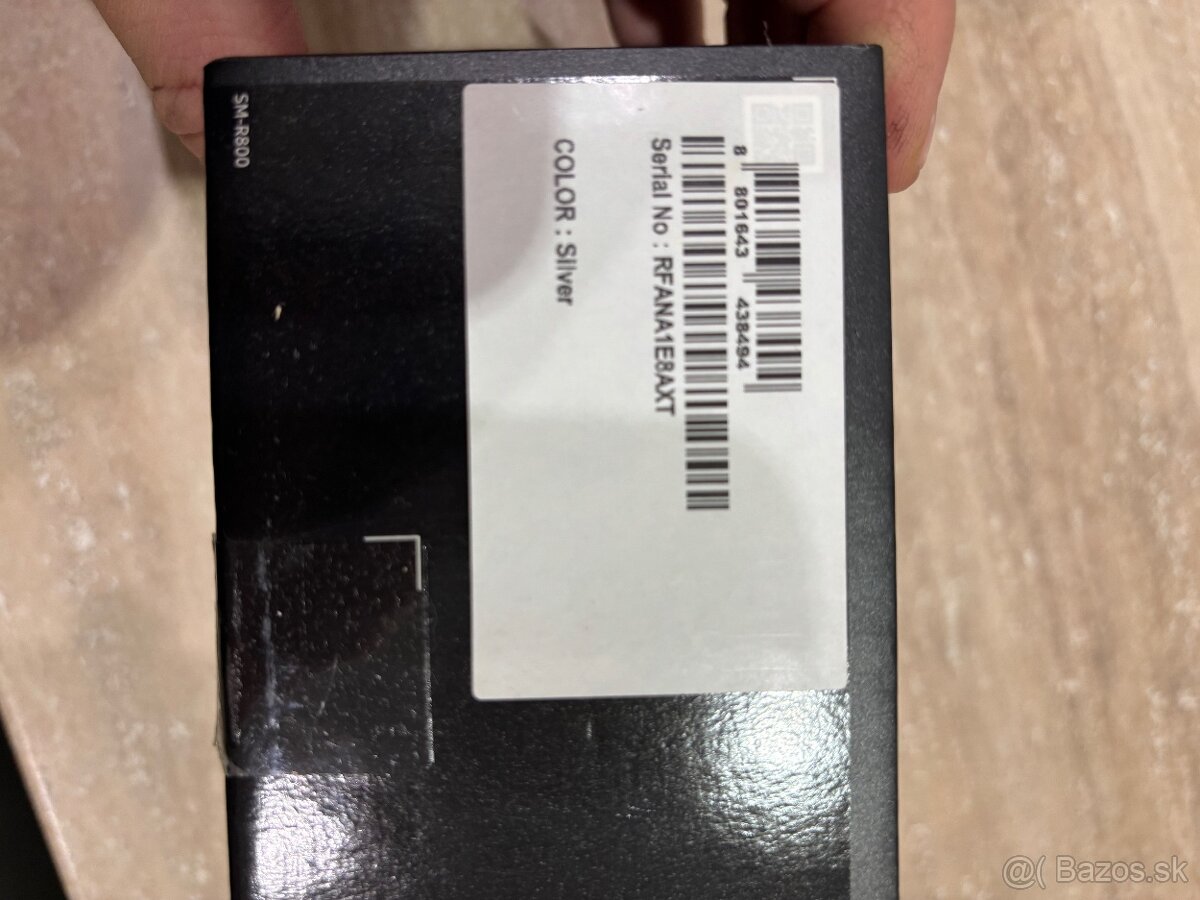 8 801643 438494
Serial No : RFANA1E8AXT
COLOR : Silver
SM-R800
@( Bazos.sk